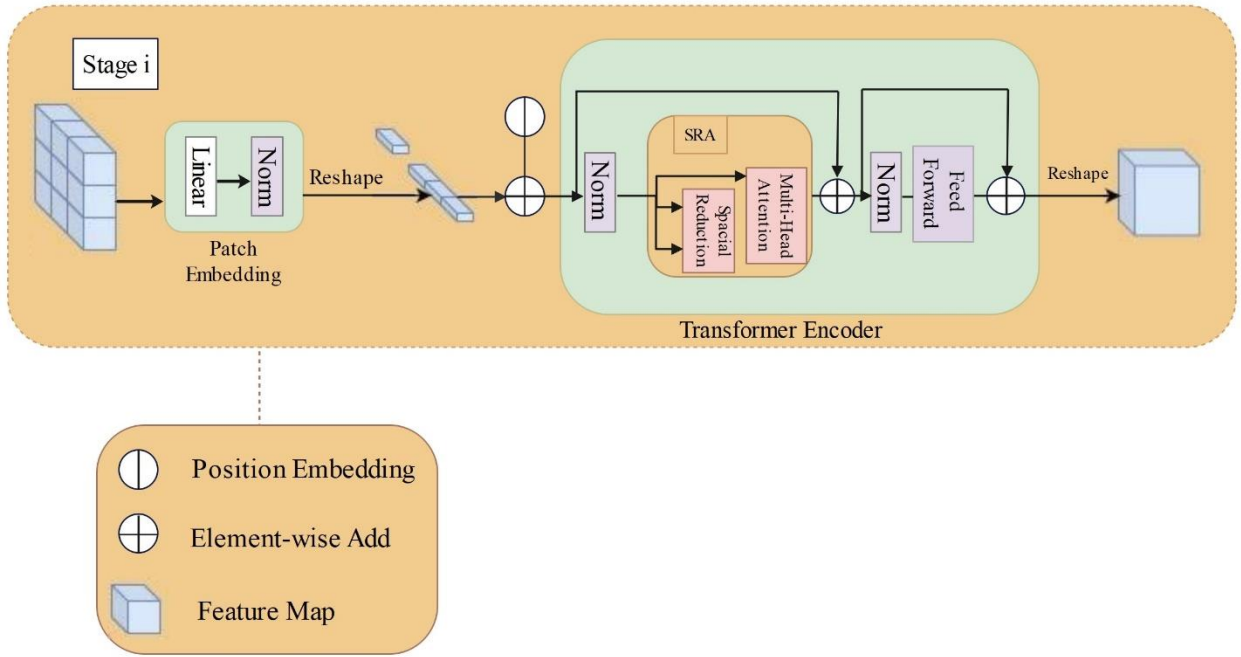 Stage i
Linear
Norm
Patch
Embedding
Reshape
Norm
SRA
Spacial
Reduction
Multi-Head
Attention
Norm
Feed
Forward
Reshape
Transformer Encoder
Position Embedding
Element-wise Add
Feature Map